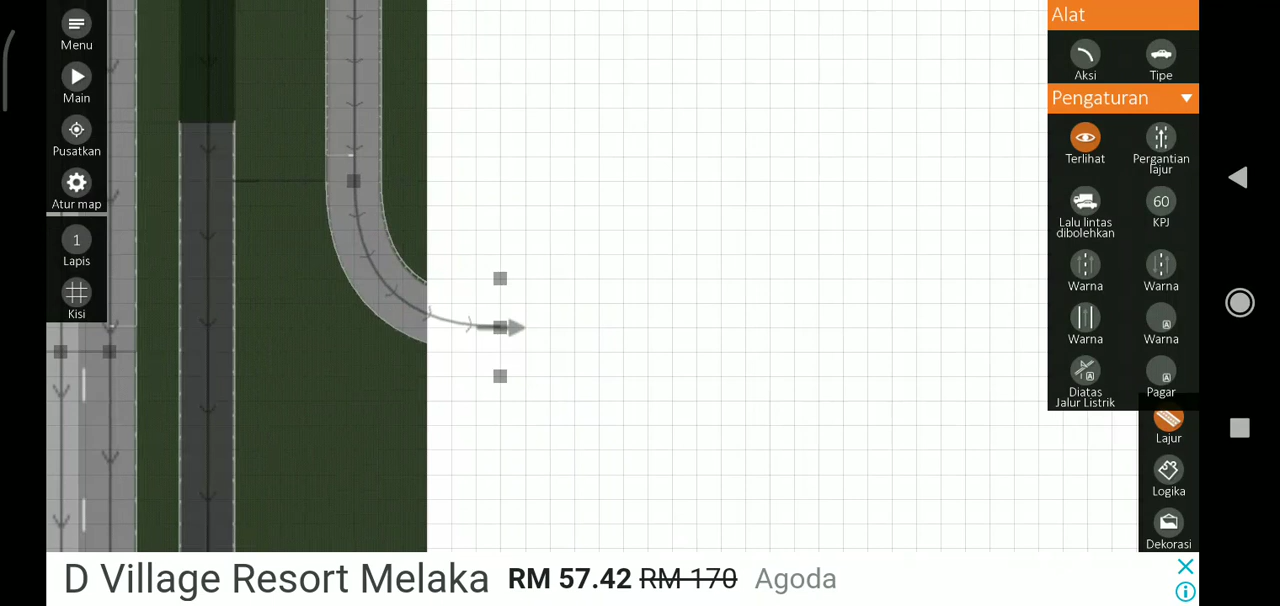 Menu
Main
Pusatkan
Atur map
1
Lapis
Kisi
Alat
Aksi
Tipe
Pengaturan
Terlihat
Pergantian
lajur
Lalu lintas
dibolehkan
60
KPJ
Warna
Warna
Warna
A
Warna
A
Diatas
Jalur Listrik
A
Pagar
Lajur
Logika
Dekorasi
D Village Resort Melaka RM 57.42 RM 170 Agoda